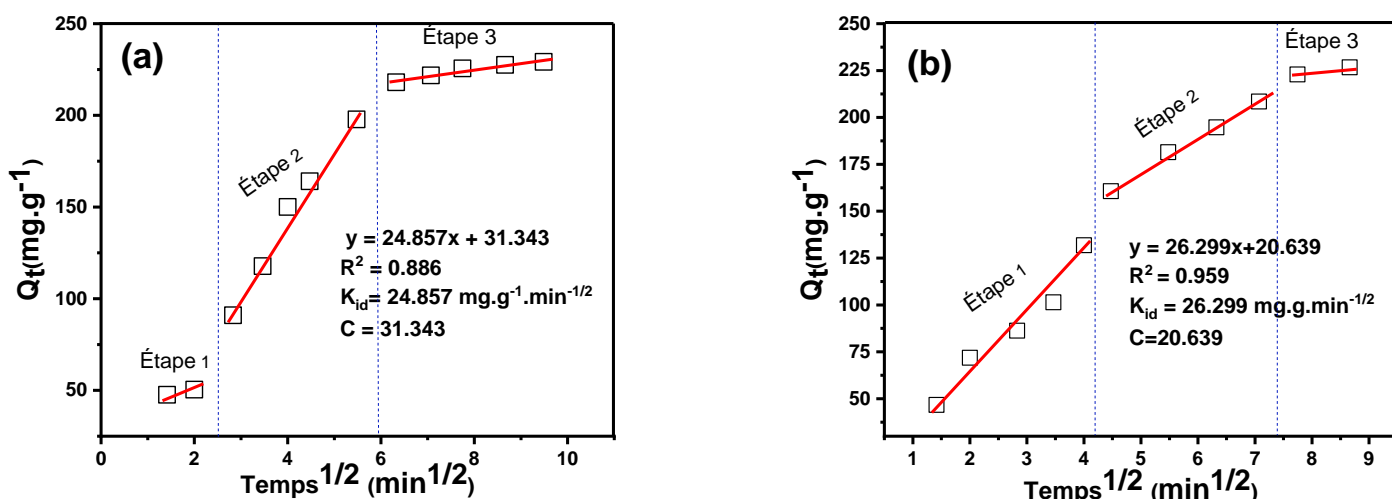 (a)
Étape 1
Étape 2
Étape 3
y = 24.857x + 31.343
R² = 0.886
K_id= 24.857 mg.g⁻¹.min⁻¹/²
C = 31.343
Qt(mg.g⁻¹)
250
200
150
100
50
0 2 4 6 8 10
Temps¹/² (min¹/²)
(b)
Étape 1
Étape 2
Étape 3
y = 26.299x+20.639
R² = 0.959
K_id = 26.299 mg.g.min⁻¹/²
C=20.639
Qt(mg.g⁻¹)
250
225
200
175
150
125
100
75
50
1 2 3 4 5 6 7 8 9
Temps¹/² (min¹/²)